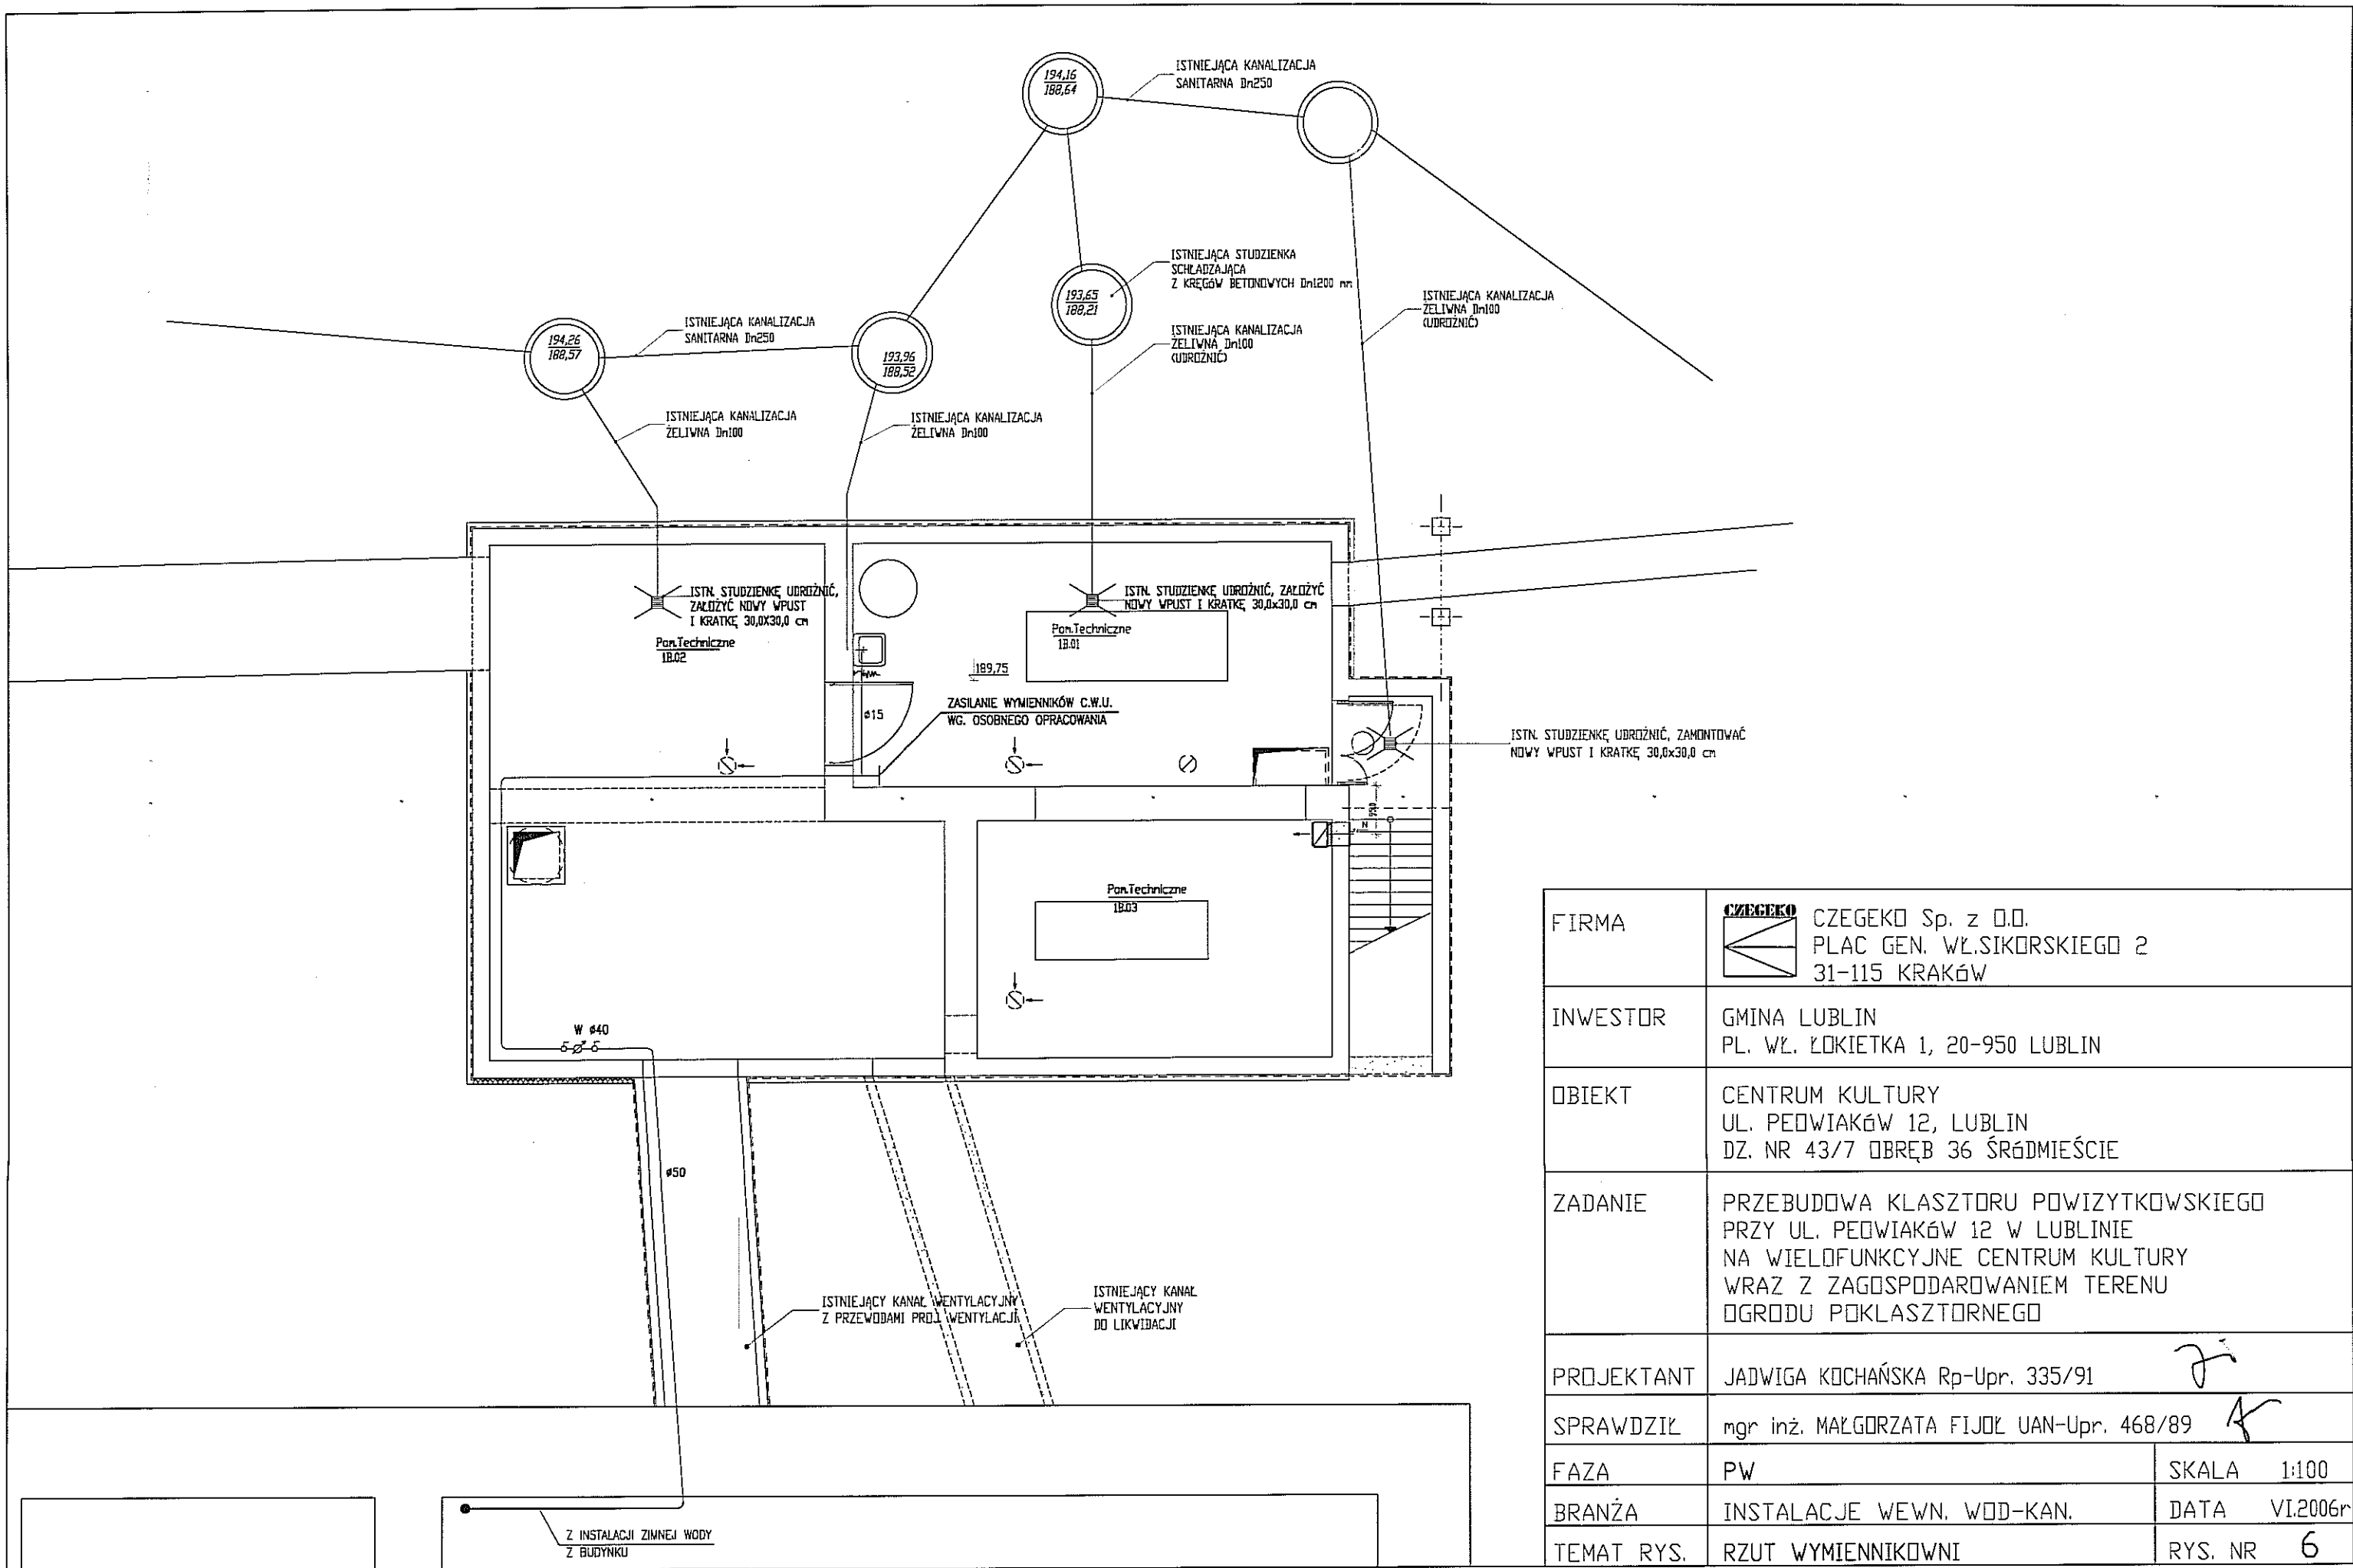 194,16
188,64
ISTNIEJĄCA KANALIZACJA
SANITARNA Dn250
ISTNIEJĄCA STUDZIENKA
SCHŁADZAJĄCA
Z KRĘGóW BETONOWYCH Dn1200 mm
193,65
188,21
ISTNIEJĄCA KANALIZACJA
ŻELIWNA Dn100
(UDROŻNIĆ)
ISTNIEJĄCA KANALIZACJA
ŻELIWNA Dn100
(UDROŻNIĆ)
ISTNIEJĄCA KANALIZACJA
SANITARNA Dn250
194,26
188,57
193,96
188,52
ISTNIEJĄCA KANALIZACJA
ŻELIWNA Dn100
ISTNIEJĄCA KANALIZACJA
ŻELIWNA Dn100
ISTN. STUDZIENKĘ UDROŻNIĆ,
ZAŁOŻYĆ NOWY WPUST
I KRATKĘ 30,0X30,0 cm
Pom.Techniczne
1B.02
ISTN. STUDZIENKĘ UDROŻNIĆ, ZAŁOŻYĆ
NOWY WPUST I KRATKĘ 30,0x30,0 cm
Pom.Techniczne
1B.01
189,75
ZASILANIE WYMIENNIKÓW C.W.U.
WG. OSOBNEGO OPRACOWANIA
ø15
ISTN. STUDZIENKĘ UDROŻNIĆ, ZAMONTOWAĆ
NOWY WPUST I KRATKĘ 30,0x30,0 cm
N
Pom.Techniczne
1B.03
W ø40
ø50
ISTNIEJĄCY KANAŁ WENTYLACYJNY
Z PRZEWODAMI PROJ. WENTYLACJI
ISTNIEJĄCY KANAŁ
WENTYLACYJNY
DO LIKWIDACJI
Z INSTALACJI ZIMNEJ WODY
Z BUDYNKU
FIRMA
CZEGEKO
CZEGEKO Sp. z O.O.
PLAC GEN. WŁ.SIKORSKIEGO 2
31-115 KRAKóW
INWESTOR
GMINA LUBLIN
PL. WŁ. ŁOKIETKA 1, 20-950 LUBLIN
OBIEKT
CENTRUM KULTURY
UL. PEOWIAKóW 12, LUBLIN
DZ. NR 43/7 OBRĘB 36 ŚRóDMIEŚCIE
ZADANIE
PRZEBUDOWA KLASZTORU POWIZYTKOWSKIEGO
PRZY UL. PEOWIAKóW 12 W LUBLINIE
NA WIELOFUNKCYJNE CENTRUM KULTURY
WRAZ Z ZAGOSPODAROWANIEM TERENU
OGRODU POKLASZTORNEGO
PROJEKTANT
JADWIGA KOCHAŃSKA Rp-Upr. 335/91
SPRAWDZIŁ
mgr inż. MAŁGORZATA FIJOŁ UAN-Upr. 468/89
FAZA
PW
SKALA 1:100
BRANŻA
INSTALACJE WEWN. WOD-KAN.
DATA VI.2006r
TEMAT RYS.
RZUT WYMIENNIKOWNI
RYS. NR 6